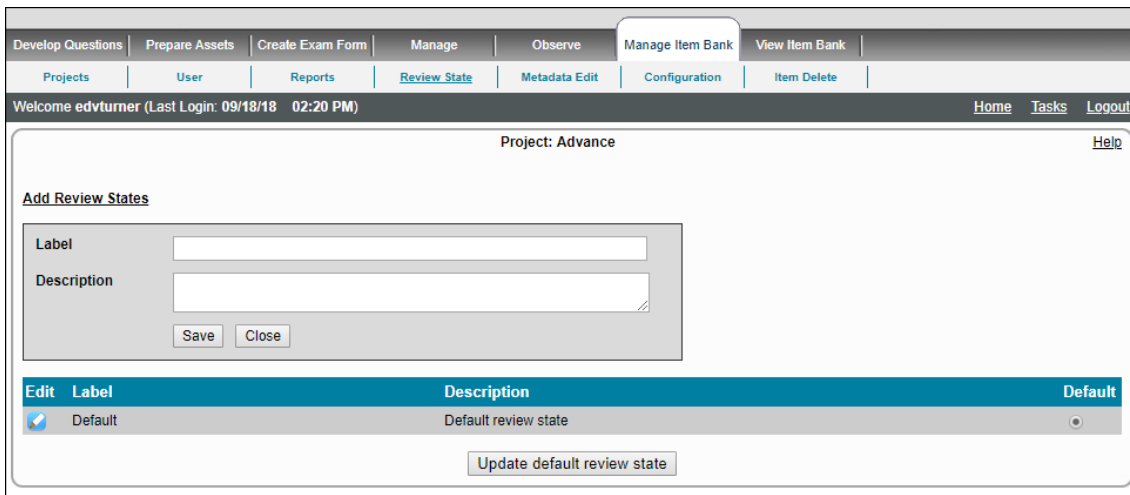 Develop Questions Prepare Assets Create Exam Form Manage Observe Manage Item Bank View Item Bank
Projects User Reports Review State Metadata Edit Configuration Item Delete
Welcome edvturner (Last Login: 09/18/18 02:20 PM) Home Tasks Logout
Project: Advance Help
Add Review States
Label
Description
Save Close
Edit Label Description Default
Default Default review state
Update default review state